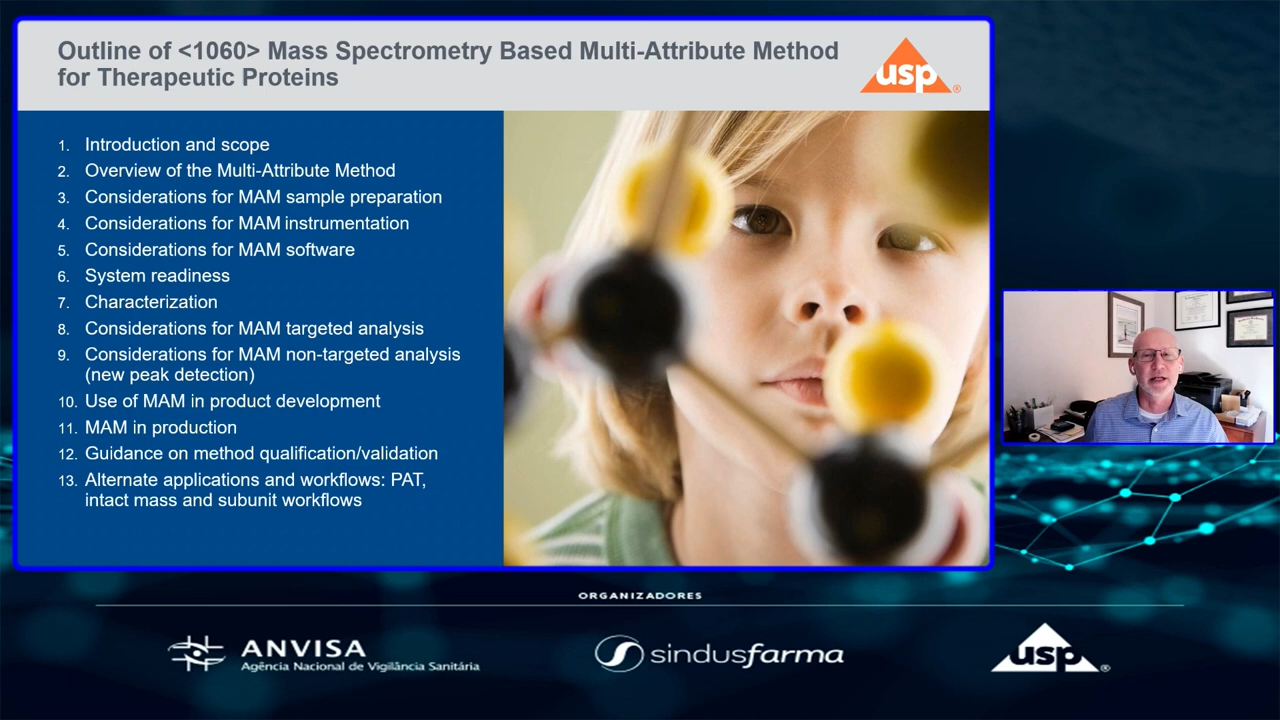 Outline of <1060> Mass Spectrometry Based Multi-Attribute Method
for Therapeutic Proteins
usp®
1. Introduction and scope
2. Overview of the Multi-Attribute Method
3. Considerations for MAM sample preparation
4. Considerations for MAM instrumentation
5. Considerations for MAM software
6. System readiness
7. Characterization
8. Considerations for MAM targeted analysis
9. Considerations for MAM non-targeted analysis
(new peak detection)
10. Use of MAM in product development
11. MAM in production
12. Guidance on method qualification/validation
13. Alternate applications and workflows: PAT,
intact mass and subunit workflows
ORGANIZADORES
ANVISA
Agência Nacional de Vigilância Sanitária
sindusfarma
usp®